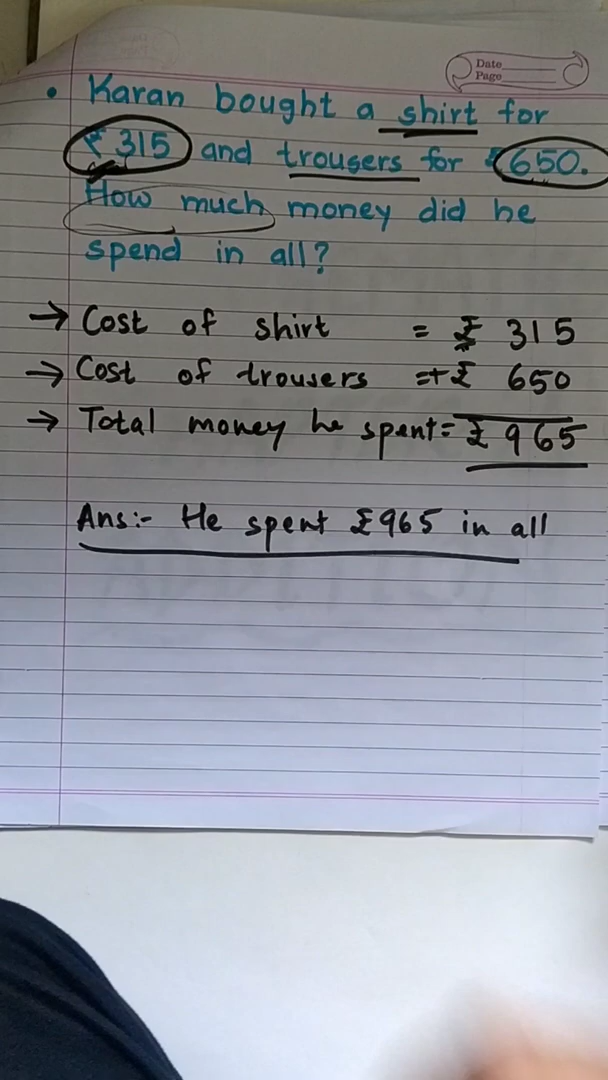 Date
Page
• Karan bought a shirt for
₹ 315 and trousers for ₹ 650.
How much money did he
spend in all?
→ Cost of shirt = ₹ 315
→ Cost of trousers =+₹ 650
→ Total money he spent = ₹ 965
Ans:- He spent ₹965 in all